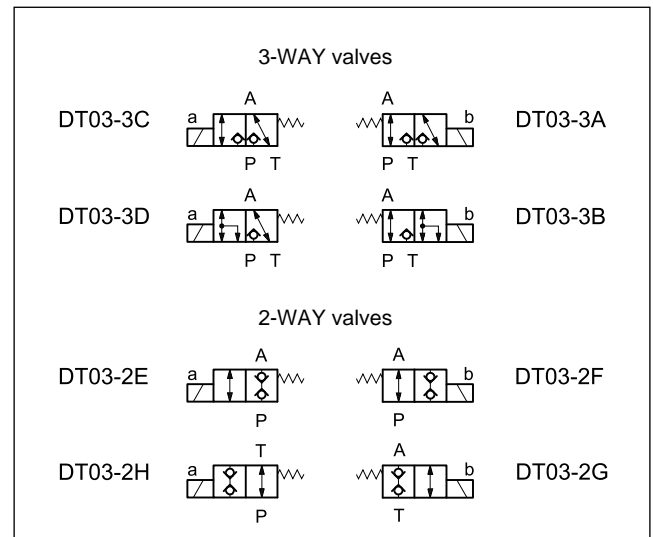 3-WAY valves
A A
DT03-3C a b DT03-3A
P T P T
A A
DT03-3D a b DT03-3B
P T P T
2-WAY valves
A A
DT03-2E a b DT03-2F
P P
T A
DT03-2H a b DT03-2G
P T